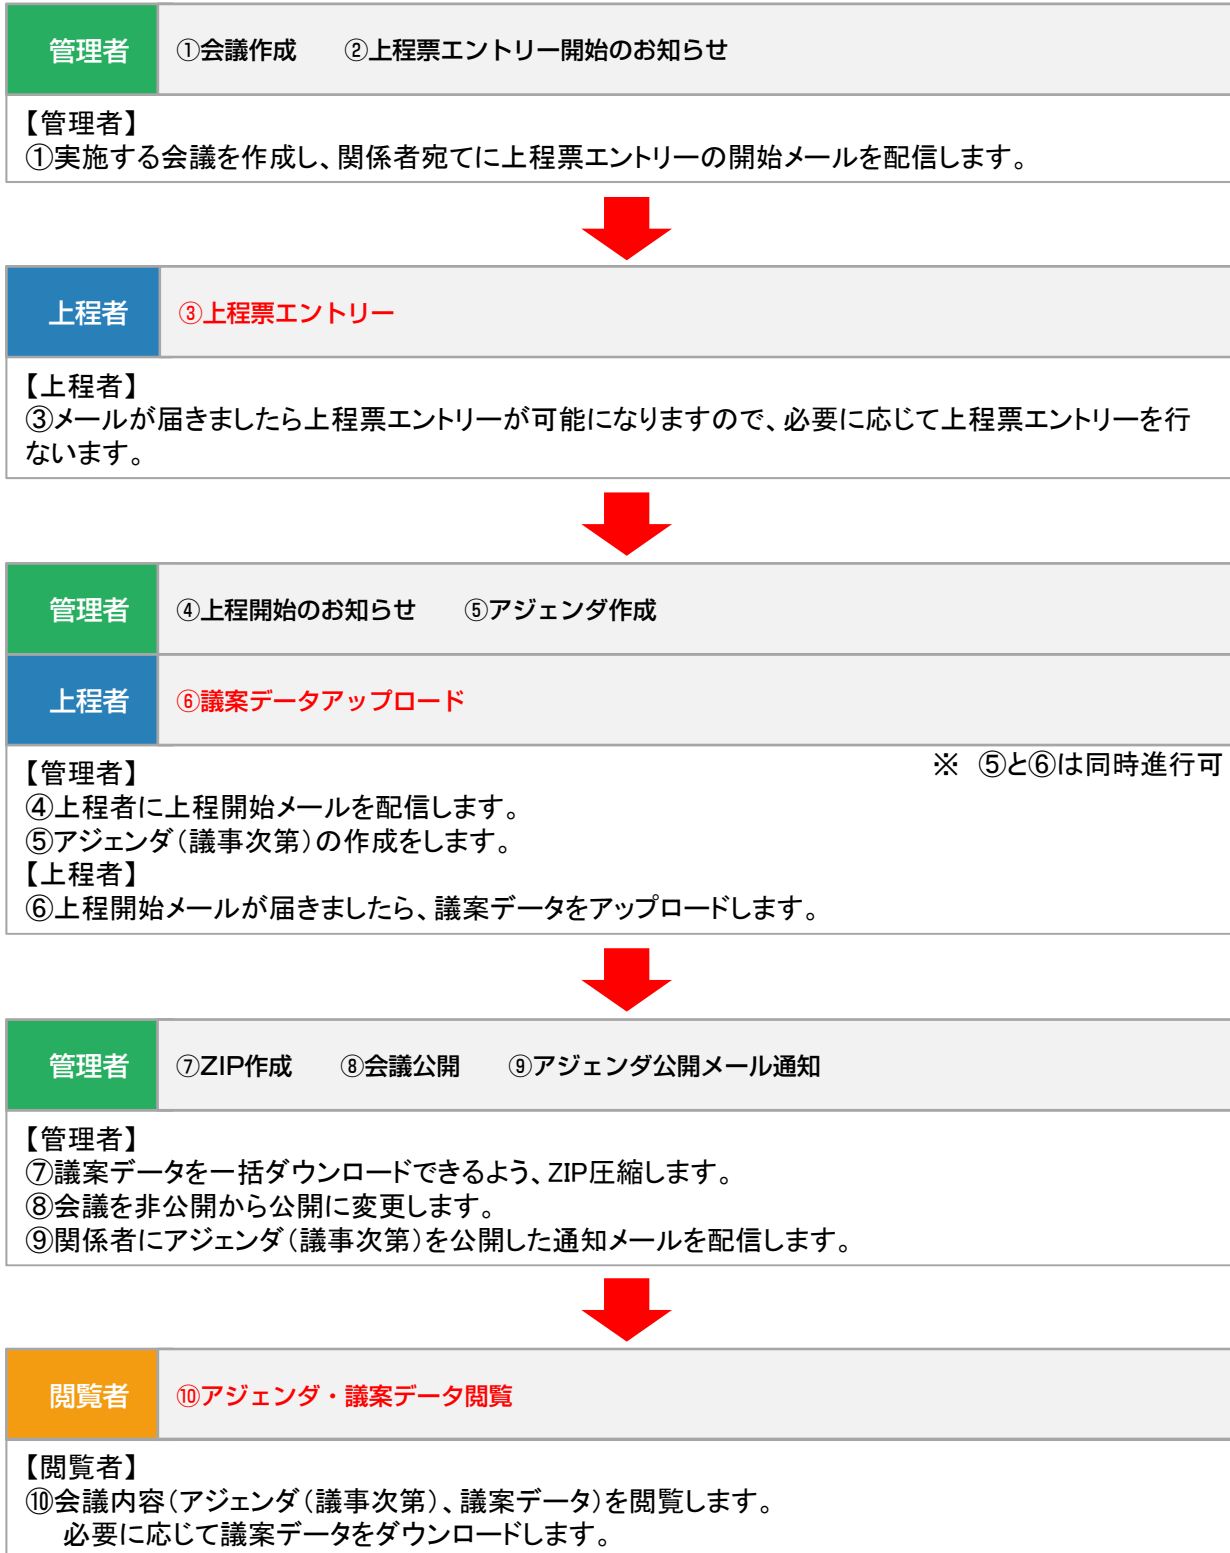 管理者 ①会議作成 ②上程票エントリー開始のお知らせ
【管理者】
①実施する会議を作成し、関係者宛てに上程票エントリーの開始メールを配信します。
上程者 ③上程票エントリー
【上程者】
③メールが届きましたら上程票エントリーが可能になりますので、必要に応じて上程票エントリーを行
ないます。
管理者 ④上程開始のお知らせ ⑤アジェンダ作成
上程者 ⑥議案データアップロード
※ ⑤と⑥は同時進行可
【管理者】
④上程者に上程開始メールを配信します。
⑤アジェンダ（議事次第）の作成をします。
【上程者】
⑥上程開始メールが届きましたら、議案データをアップロードします。
管理者 ⑦ZIP作成 ⑧会議公開 ⑨アジェンダ公開メール通知
【管理者】
⑦議案データを一括ダウンロードできるよう、ZIP圧縮します。
⑧会議を非公開から公開に変更します。
⑨関係者にアジェンダ（議事次第）を公開した通知メールを配信します。
閲覧者 ⑩アジェンダ・議案データ閲覧
【閲覧者】
⑩会議内容（アジェンダ（議事次第）、議案データ）を閲覧します。
必要に応じて議案データをダウンロードします。